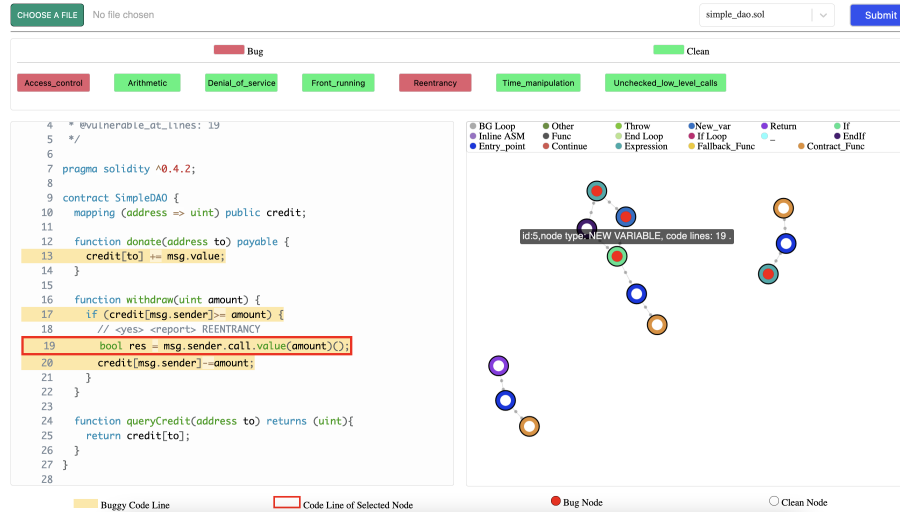 CHOOSE A FILE No file chosen simple_dao.sol Submit
Bug Clean
Access_control Arithmetic Denial_of_service Front_running Reentrancy Time_manipulation Unchecked_low_level_calls
4 * @vulnerable_at_lines: 19
5 */
6
7 pragma solidity ^0.4.2;
8
9 contract SimpleDAO {
10 mapping (address => uint) public credit;
11
12 function donate(address to) payable {
13 credit[to] += msg.value;
14 }
15
16 function withdraw(uint amount) {
17 if (credit[msg.sender]>= amount) {
18 // <yes> <report> REENTRANCY
19 bool res = msg.sender.call.value(amount)();
20 credit[msg.sender]-=amount;
21 }
22 }
23
24 function queryCredit(address to) returns (uint){
25 return credit[to];
26 }
27 }
28
BG Loop Other Throw New_var Return If
Inline ASM Func End Loop If Loop _ EndIf
Entry_point Continue Expression Fallback_Func Contract_Func
id:5,node type: NEW VARIABLE, code lines: 19 .
Buggy Code Line Code Line of Selected Node Bug Node Clean Node